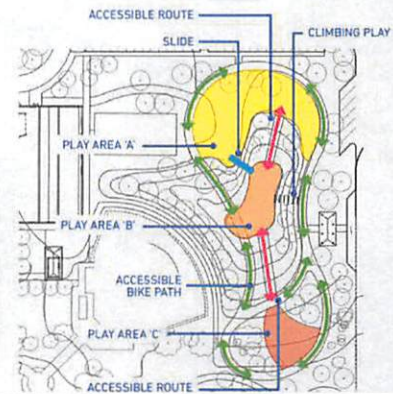 ACCESSIBLE ROUTE
SLIDE
CLIMBING PLAY
PLAY AREA 'A'
PLAY AREA 'B'
ACCESSIBLE
BIKE PATH
PLAY AREA 'C'
ACCESSIBLE ROUTE